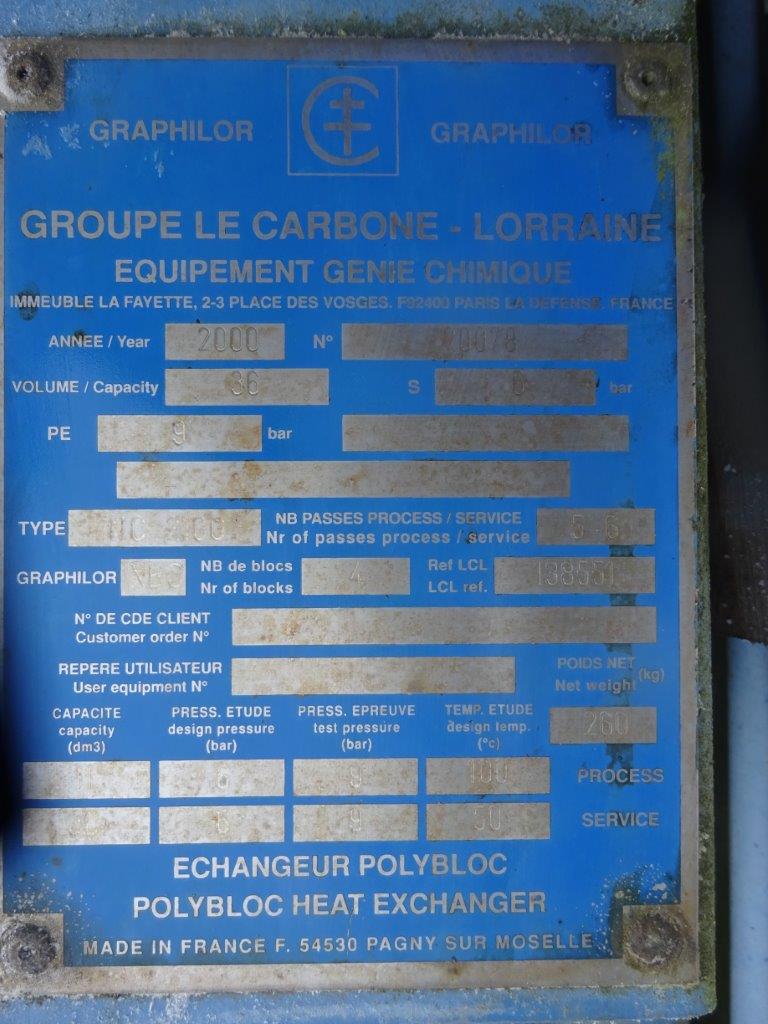 GRAPHILOR GRAPHILOR
GROUPE LE CARBONE - LORRAINE
EQUIPEMENT GENIE CHIMIQUE
IMMEUBLE LA FAYETTE, 2-3 PLACE DES VOSGES. F92400 PARIS LA DEFENSE. FRANCE
ANNEE / Year 2000 N°
VOLUME / Capacity 36 S bar
PE 9 bar
TYPE NB PASSES PROCESS / SERVICE 5 6
Nr of passes process / service
GRAPHILOR NB de blocs 4 Ref LCL 138551
Nr of blocks LCL ref.
N° DE CDE CLIENT
Customer order N°
REPERE UTILISATEUR POIDS NET (kg)
User equipment N° Net weight
CAPACITE PRESS. ETUDE PRESS. EPREUVE TEMP. ETUDE 260
capacity design pressure test pressure design temp.
(dm3) (bar) (bar) (°c)
6 9 100 PROCESS
6 9 50 SERVICE
ECHANGEUR POLYBLOC
POLYBLOC HEAT EXCHANGER
MADE IN FRANCE F. 54530 PAGNY SUR MOSELLE